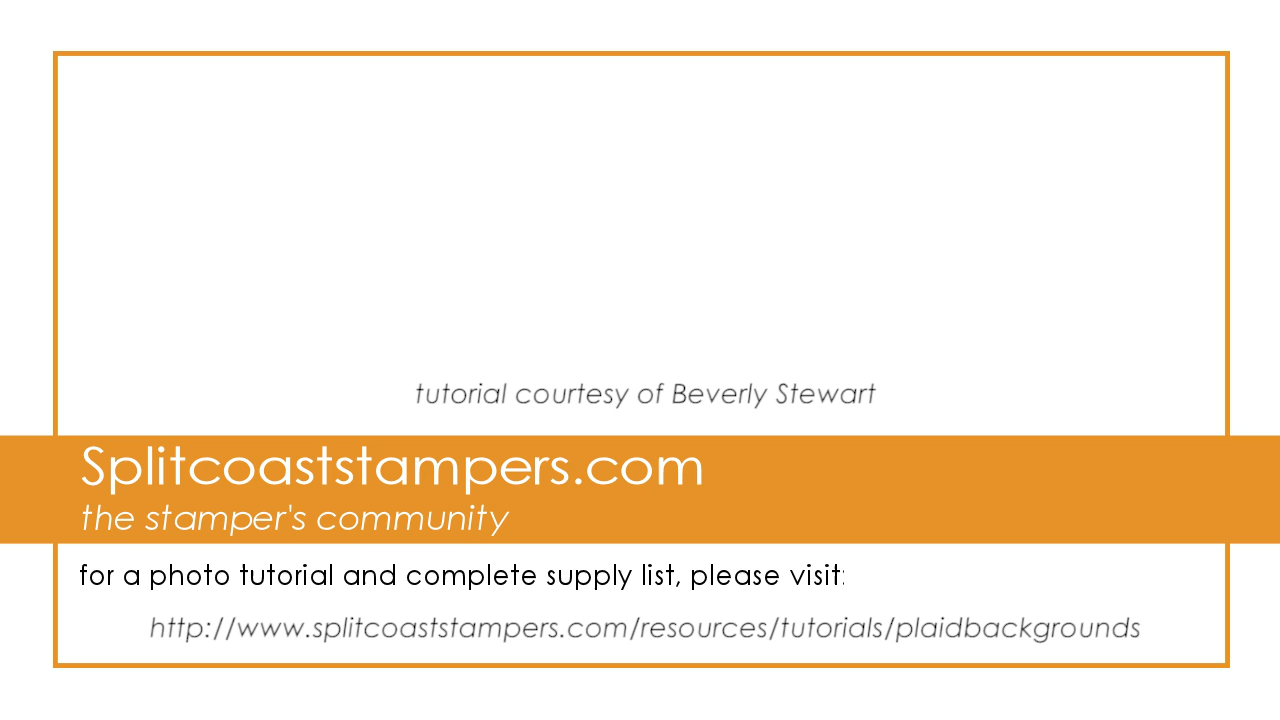 tutorial courtesy of Beverly Stewart
Splitcoaststampers.com
the stamper's community
for a photo tutorial and complete supply list, please visit:
http://www.splitcoaststampers.com/resources/tutorials/plaidbackgrounds